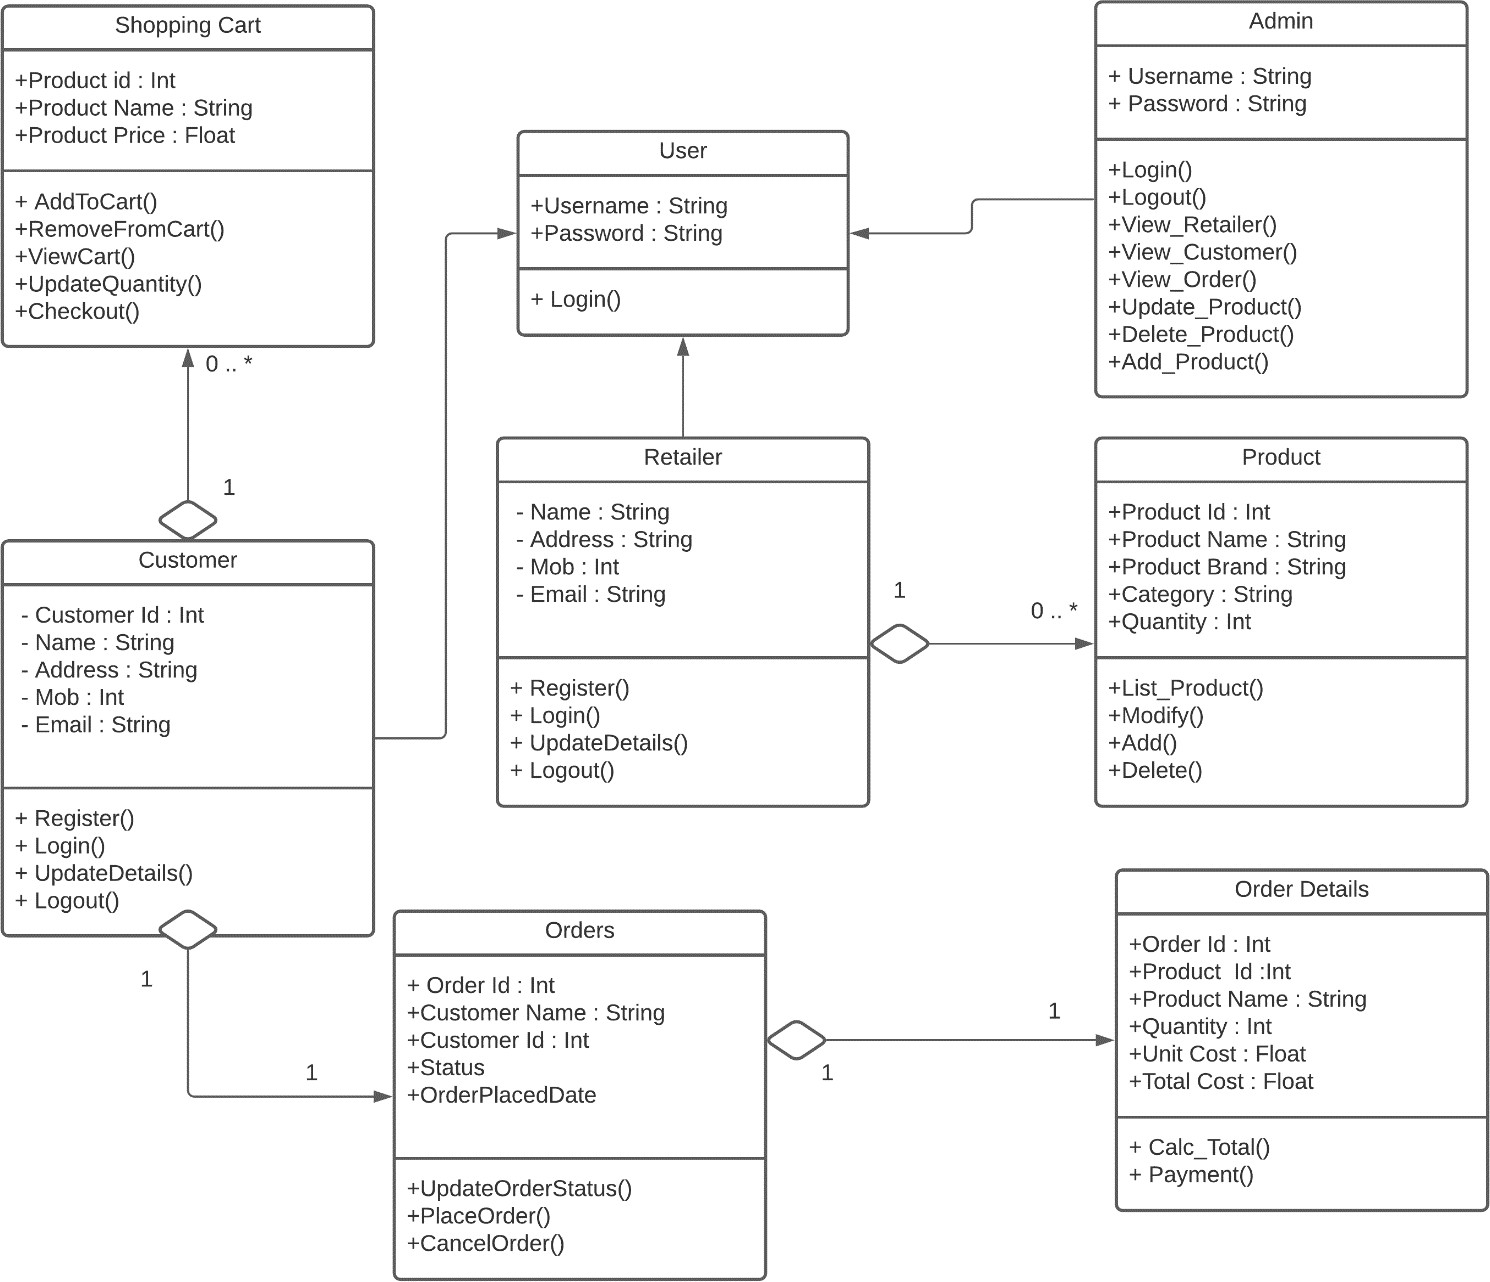 Shopping Cart
+Product id : Int
+Product Name : String
+Product Price : Float
+ AddToCart()
+RemoveFromCart()
+ViewCart()
+UpdateQuantity()
+Checkout()
0 .. *
1
User
+Username : String
+Password : String
+ Login()
Admin
+ Username : String
+ Password : String
+Login()
+Logout()
+View_Retailer()
+View_Customer()
+View_Order()
+Update_Product()
+Delete_Product()
+Add_Product()
Customer
- Customer Id : Int
- Name : String
- Address : String
- Mob : Int
- Email : String
+ Register()
+ Login()
+ UpdateDetails()
+ Logout()
1
1
Retailer
- Name : String
- Address : String
- Mob : Int
- Email : String
+ Register()
+ Login()
+ UpdateDetails()
+ Logout()
1
0 .. *
Product
+Product Id : Int
+Product Name : String
+Product Brand : String
+Category : String
+Quantity : Int
+List_Product()
+Modify()
+Add()
+Delete()
Orders
+ Order Id : Int
+Customer Name : String
+Customer Id : Int
+Status
+OrderPlacedDate
+UpdateOrderStatus()
+PlaceOrder()
+CancelOrder()
1
1
Order Details
+Order Id : Int
+Product  Id :Int
+Product Name : String
+Quantity : Int
+Unit Cost : Float
+Total Cost : Float
+ Calc_Total()
+ Payment()